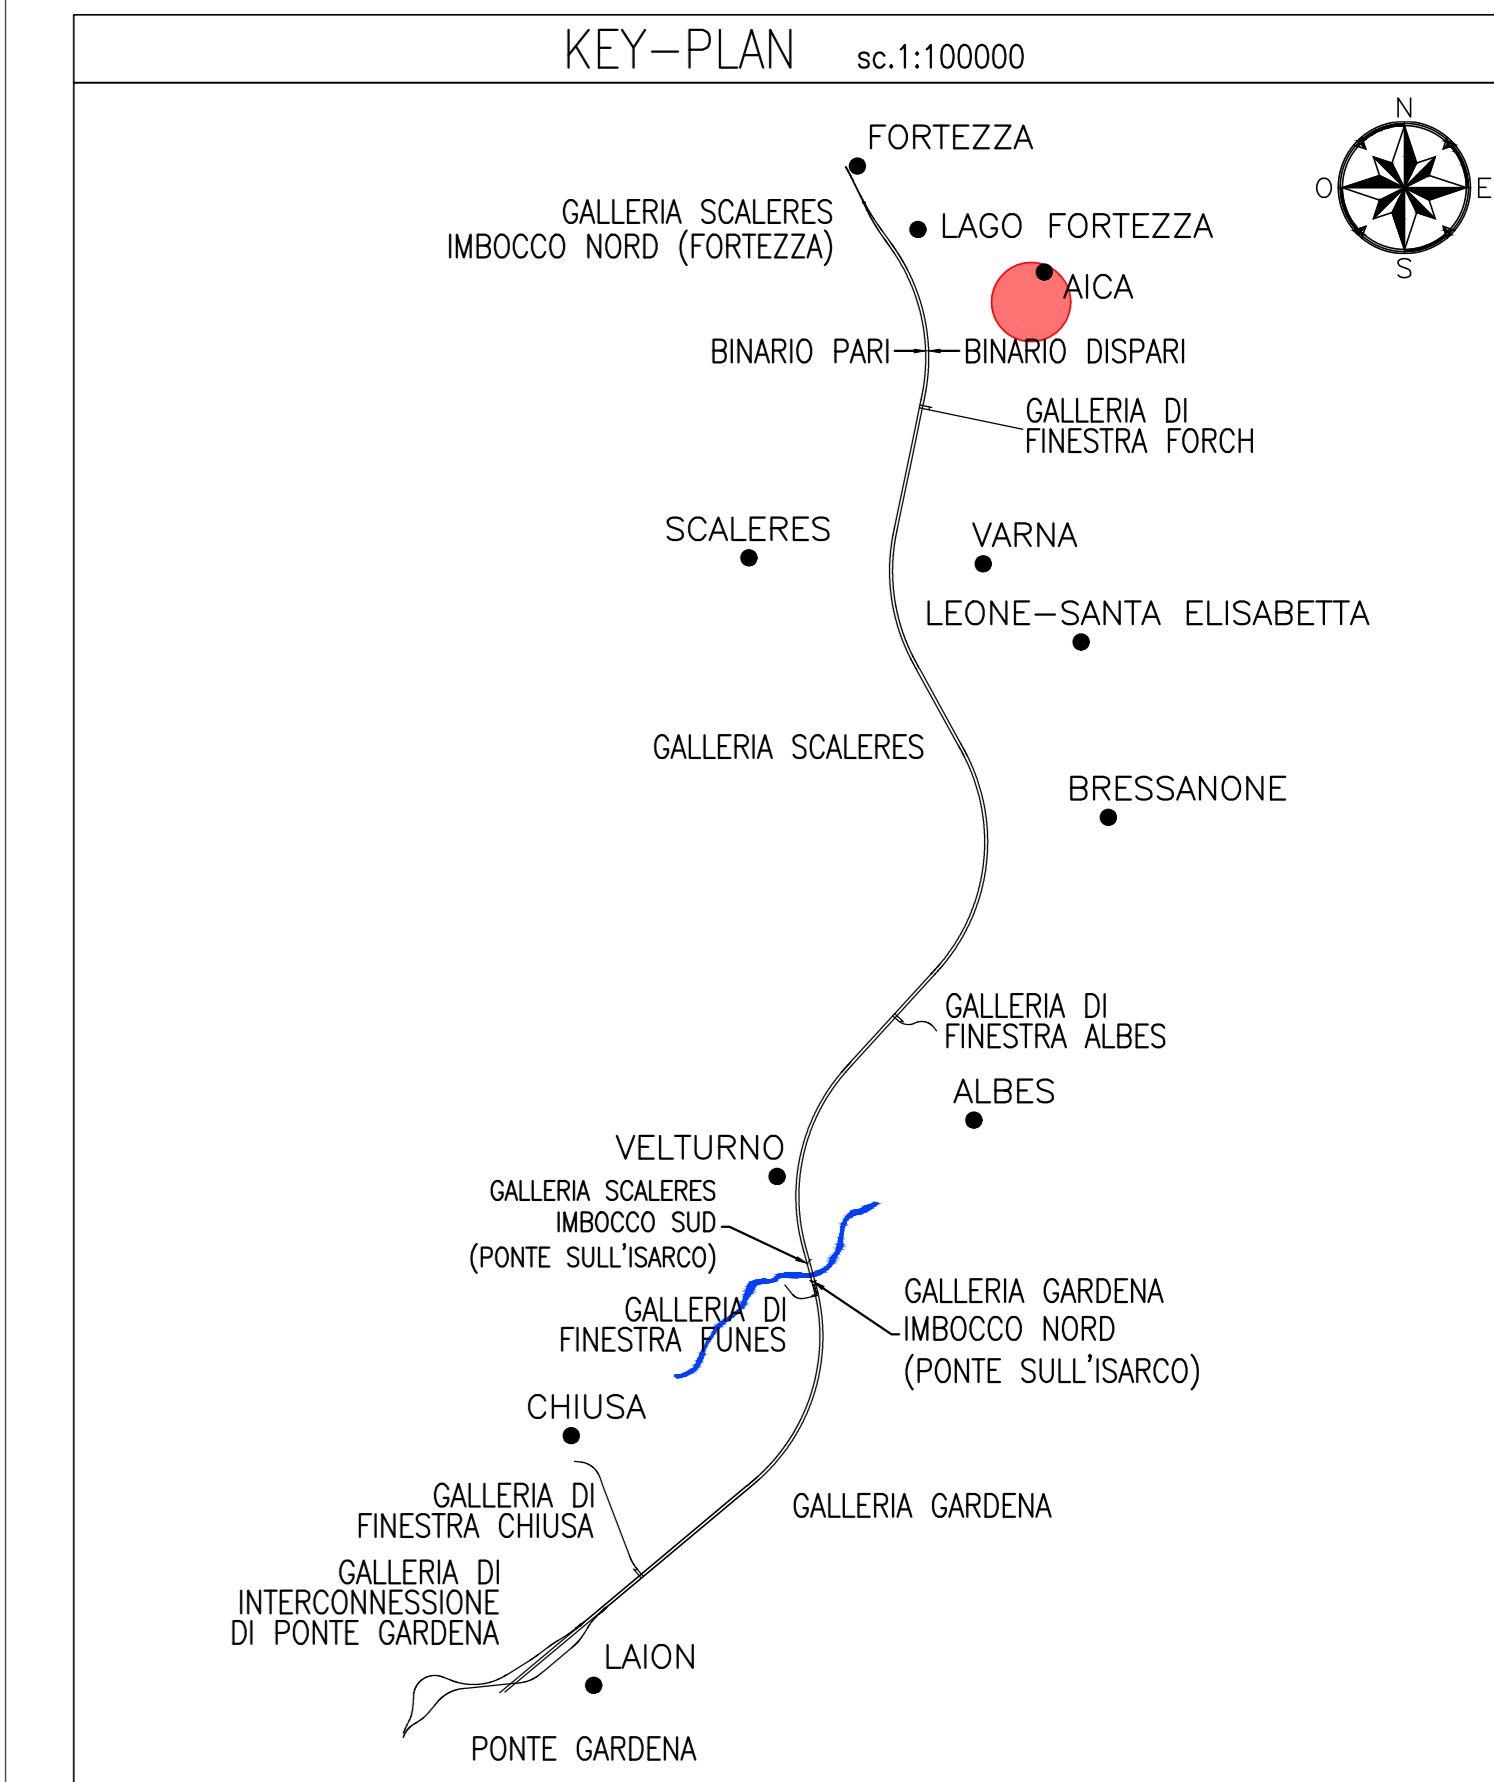 KEY-PLAN sc.1:100000
N
O
E
S
FORTEZZA
GALLERIA SCALERES
IMBOCCO NORD (FORTEZZA)
LAGO FORTEZZA
AICA
BINARIO PARI
BINARIO DISPARI
GALLERIA DI
FINESTRA FORCH
SCALERES
VARNA
LEONE-SANTA ELISABETTA
GALLERIA SCALERES
BRESSANONE
GALLERIA DI
FINESTRA ALBES
ALBES
VELTURNO
GALLERIA SCALERES
IMBOCCO SUD
(PONTE SULL'ISARCO)
GALLERIA DI
FINESTRA FUNES
GALLERIA GARDENA
IMBOCCO NORD
(PONTE SULL'ISARCO)
CHIUSA
GALLERIA DI
FINESTRA CHIUSA
GALLERIA GARDENA
GALLERIA DI
INTERCONNESSIONE
DI PONTE GARDENA
LAION
PONTE GARDENA